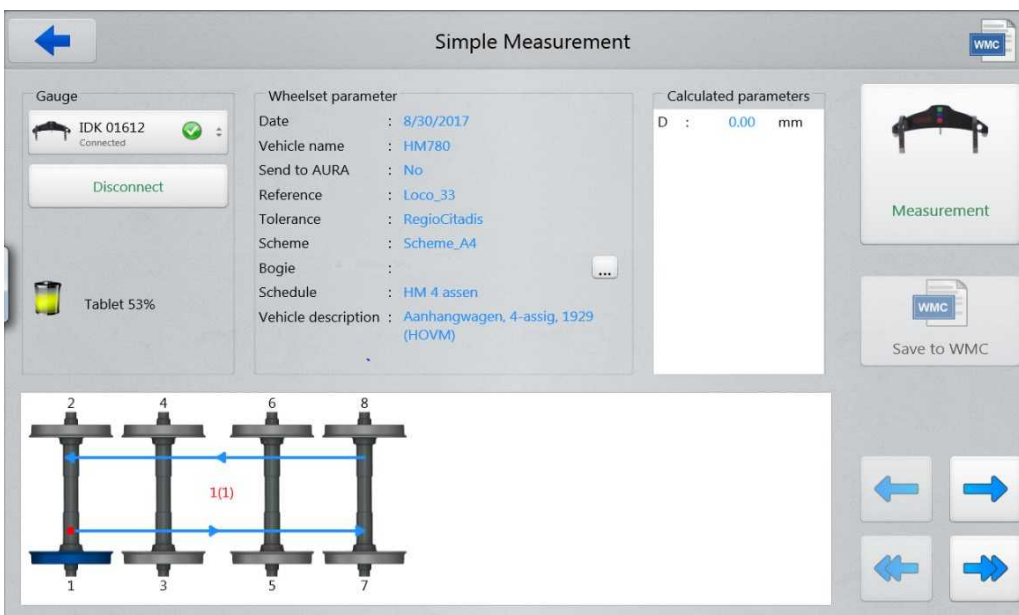 Simple Measurement
WMC
Gauge
IDK 01612
Connected
Disconnect
Tablet 53%
Wheelset parameter
Date : 8/30/2017
Vehicle name : HM780
Send to AURA : No
Reference : Loco_33
Tolerance : RegioCitadis
Scheme : Scheme_A4
Bogie : ...
Schedule : HM 4 assen
Vehicle description : Aanhangwagen, 4-assig, 1929
(HOVM)
Calculated parameters
D : 0.00 mm
Measurement
WMC
Save to WMC
2 4 6 8
1(1)
1 3 5 7